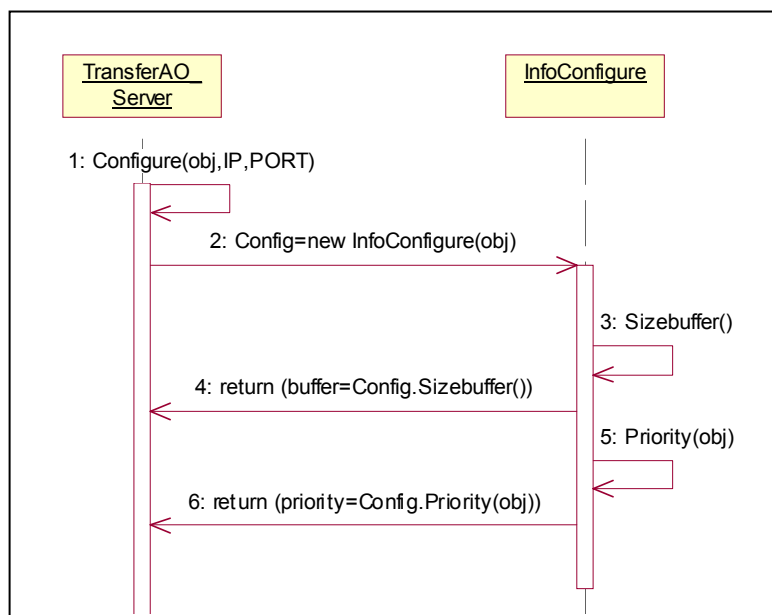 TransferAO_
Server
InfoConfigure
1: Configure(obj,IP,PORT)
2: Config=new InfoConfigure(obj)
3: Sizebuffer()
4: return (buffer=Config.Sizebuffer())
5: Priority(obj)
6: return (priority=Config.Priority(obj))